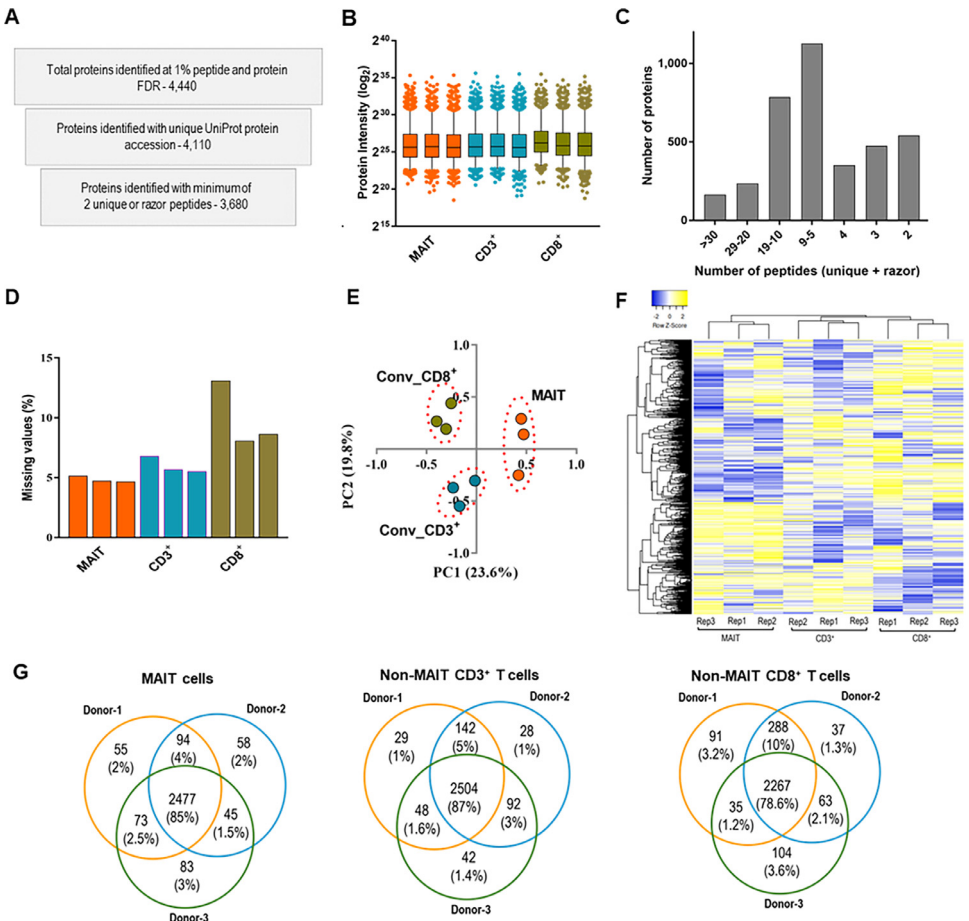 A
Total proteins identified at 1% peptide and protein
FDR - 4,440
Proteins identified with unique UniProt protein
accession - 4,110
Proteins identified with minimum of
2 unique or razor peptides - 3,680
B
Protein Intensity (log2)
2^40
2^35
2^30
2^25
2^20
2^15
MAIT
CD3+
CD8+
C
Number of proteins
1,000
500
0
>30
29-20
19-10
9-5
4
3
2
Number of peptides (unique + razor)
D
Missing values (%)
15
10
5
0
MAIT
CD3+
CD8+
E
1.0
Conv_CD8+
0.5
MAIT
-1.0
-0.5
0.5
1.0
PC2 (19.8%)
-0.5
Conv_CD3+
-1.0
PC1 (23.6%)
F
-2 0 2
Row Z-Score
Rep3 Rep1 Rep2 Rep2 Rep1 Rep3 Rep1 Rep2 Rep3
MAIT CD3+ CD8+
G
MAIT cells
Donor-1
Donor-2
55
(2%)
94
(4%)
58
(2%)
2477
(85%)
73
(2.5%)
45
(1.5%)
83
(3%)
Donor-3
Non-MAIT CD3+ T cells
Donor-1
Donor-2
29
(1%)
142
(5%)
28
(1%)
2504
(87%)
48
(1.6%)
92
(3%)
42
(1.4%)
Donor-3
Non-MAIT CD8+ T cells
Donor-1
Donor-2
91
(3.2%)
288
(10%)
37
(1.3%)
2267
(78.6%)
35
(1.2%)
63
(2.1%)
104
(3.6%)
Donor-3